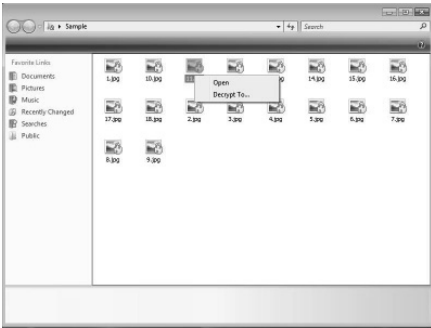 Sample
Search
Favorite Links
Documents
Pictures
Music
Recently Changed
Searches
Public
1.jpg 10.jpg 14.jpg 15.jpg 16.jpg
Open
Decrypt To...
17.jpg 18.jpg 2.jpg 3.jpg 4.jpg 5.jpg 6.jpg 7.jpg
8.jpg 9.jpg